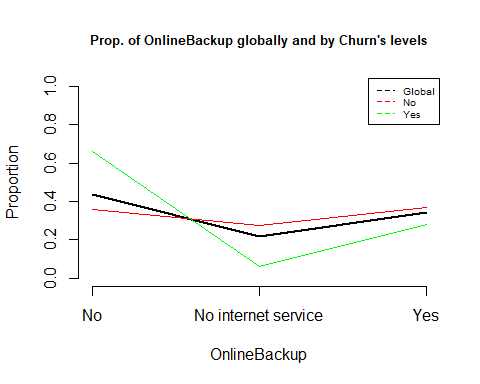 Prop. of OnlineBackup globally and by Churn's levels
Global
No
Yes
Proportion
1.0
0.8
0.6
0.4
0.2
0.0
No
No internet service
Yes
OnlineBackup